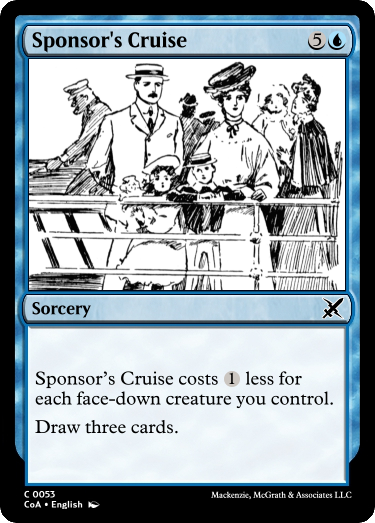 Sponsor's Cruise 5
Sorcery
Sponsor's Cruise costs 1 less for
each face-down creature you control.
Draw three cards.
C 0053
CoA • English Mackenzie, McGrath & Associates LLC